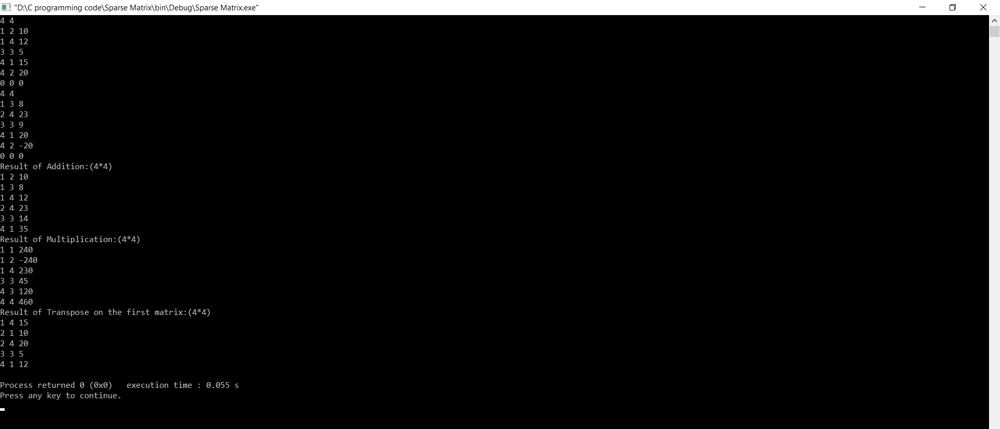 "D:\C programming code\Sparse Matrix\bin\Debug\Sparse Matrix.exe"
4 4
1 2 10
1 4 12
3 3 5
4 1 15
4 2 20
0 0 0
4 4
1 3 8
2 4 23
3 3 9
4 1 20
4 2 -20
0 0 0
Result of Addition:(4*4)
1 2 10
1 3 8
1 4 12
2 4 23
3 3 14
4 1 35
Result of Multiplication:(4*4)
1 1 240
1 2 -240
1 4 230
3 3 45
4 3 120
4 4 460
Result of Transpose on the first matrix:(4*4)
1 4 15
2 1 10
2 4 20
3 3 5
4 1 12
Process returned 0 (0x0)   execution time : 0.055 s
Press any key to continue.